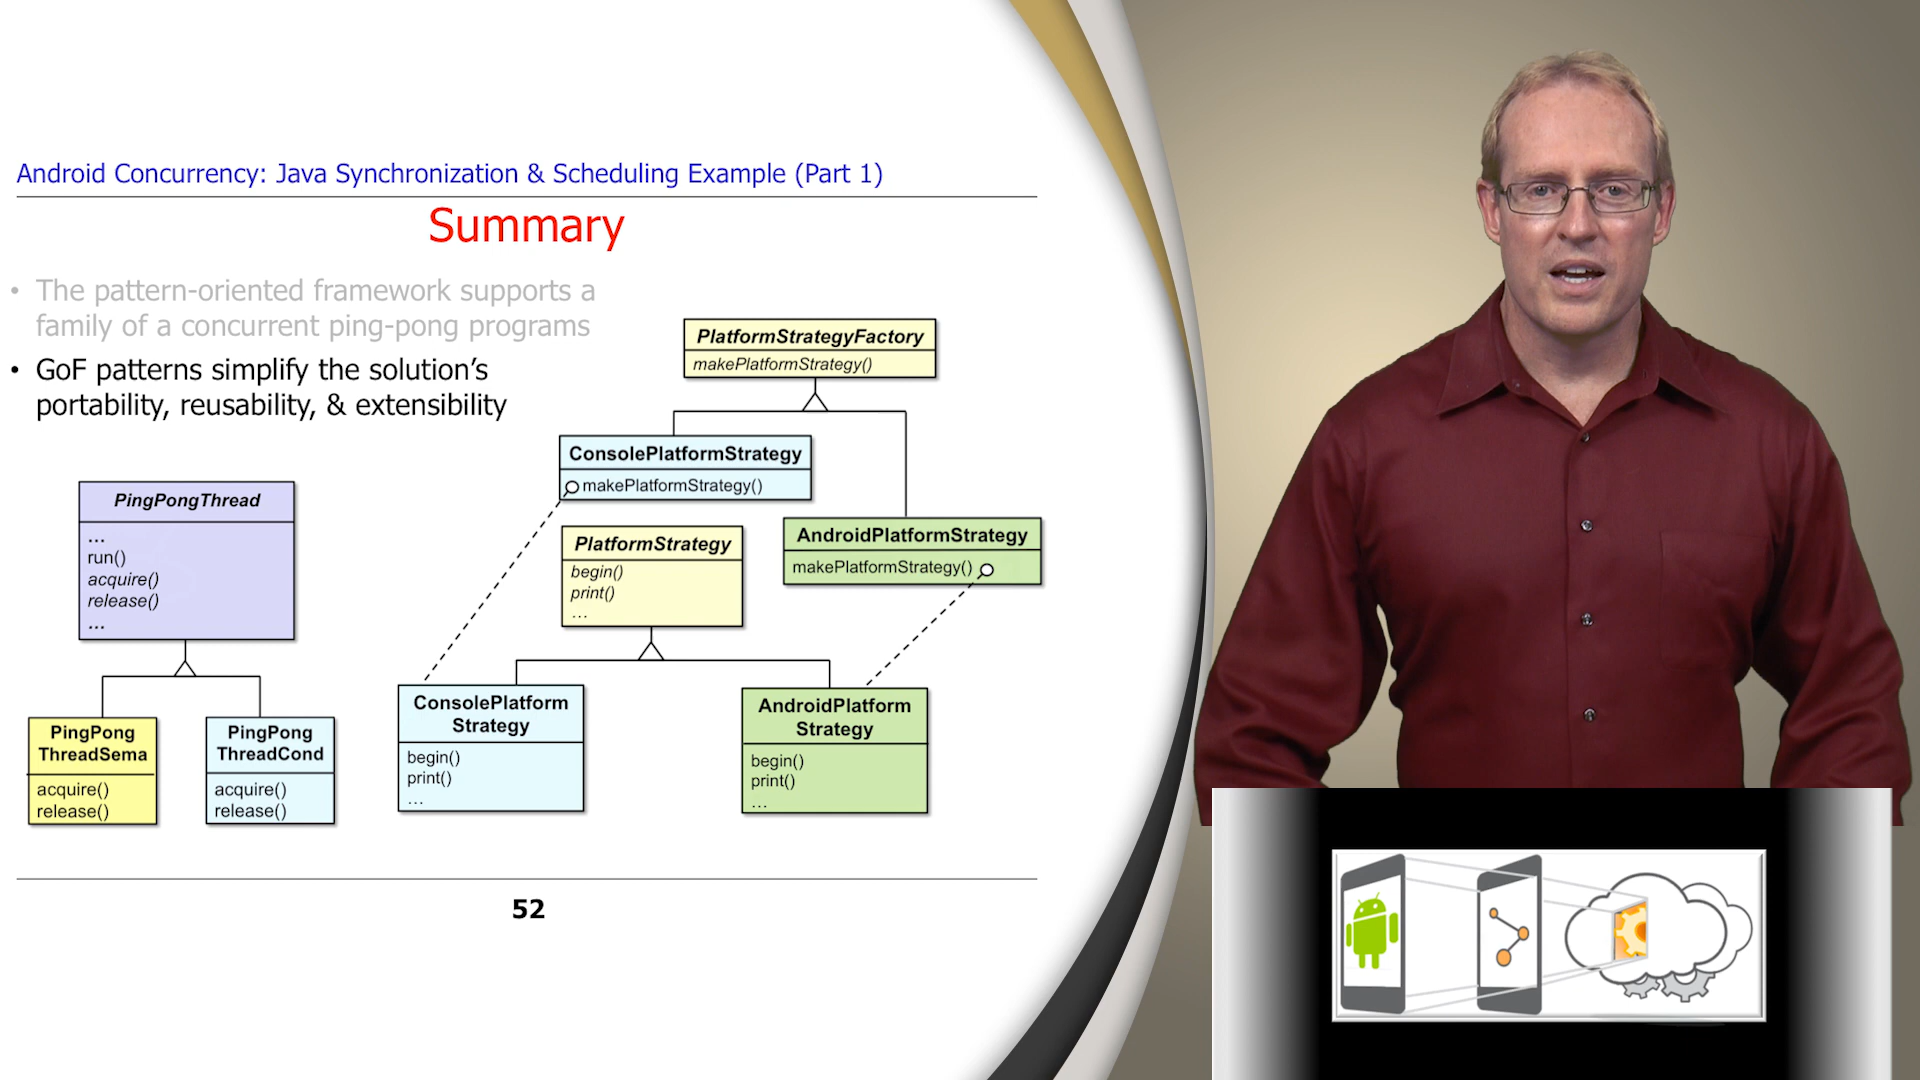 Android Concurrency: Java Synchronization & Scheduling Example (Part 1)
Summary
• The pattern-oriented framework supports a
family of a concurrent ping-pong programs
• GoF patterns simplify the solution’s
portability, reusability, & extensibility
PlatformStrategyFactory
makePlatformStrategy()
ConsolePlatformStrategy
makePlatformStrategy()
AndroidPlatformStrategy
makePlatformStrategy()
PlatformStrategy
begin()
print()
...
PingPongThread
...
run()
acquire()
release()
...
PingPong
ThreadSema
acquire()
release()
PingPong
ThreadCond
acquire()
release()
ConsolePlatform
Strategy
begin()
print()
...
AndroidPlatform
Strategy
begin()
print()
...
52